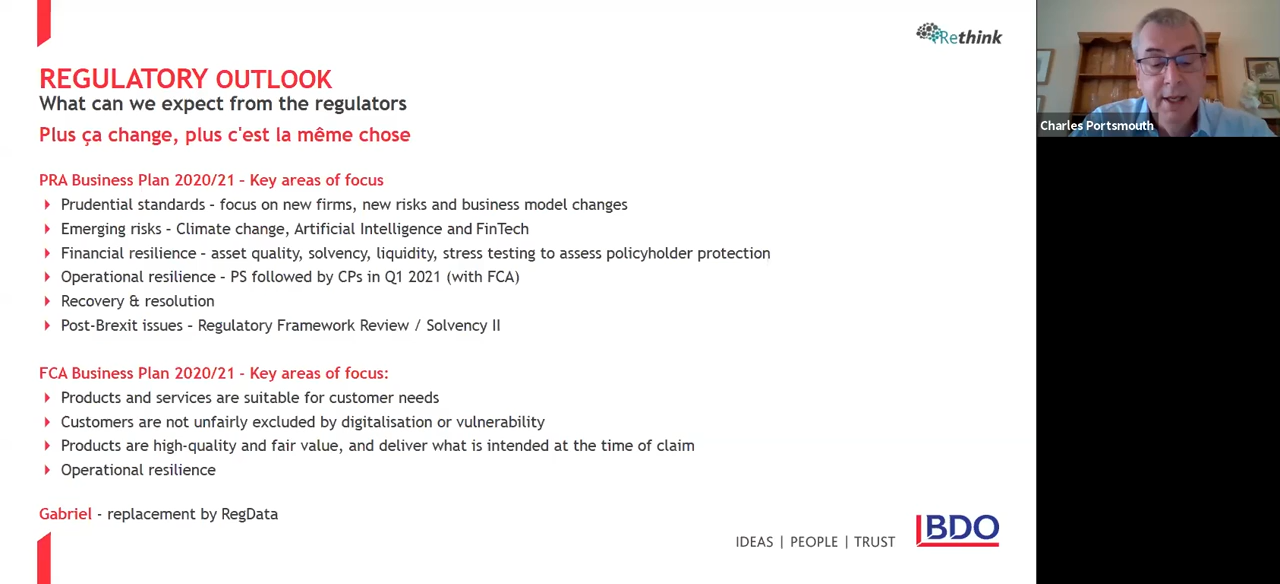 Rethink
REGULATORY OUTLOOK
What can we expect from the regulators
Plus ça change, plus c'est la même chose
PRA Business Plan 2020/21 – Key areas of focus
Prudential standards – focus on new firms, new risks and business model changes
Emerging risks – Climate change, Artificial Intelligence and FinTech
Financial resilience – asset quality, solvency, liquidity, stress testing to assess policyholder protection
Operational resilience – PS followed by CPs in Q1 2021 (with FCA)
Recovery & resolution
Post-Brexit issues – Regulatory Framework Review / Solvency II
FCA Business Plan 2020/21 - Key areas of focus:
Products and services are suitable for customer needs
Customers are not unfairly excluded by digitalisation or vulnerability
Products are high-quality and fair value, and deliver what is intended at the time of claim
Operational resilience
Gabriel - replacement by RegData
IDEAS | PEOPLE | TRUST
BDO
Charles Portsmouth